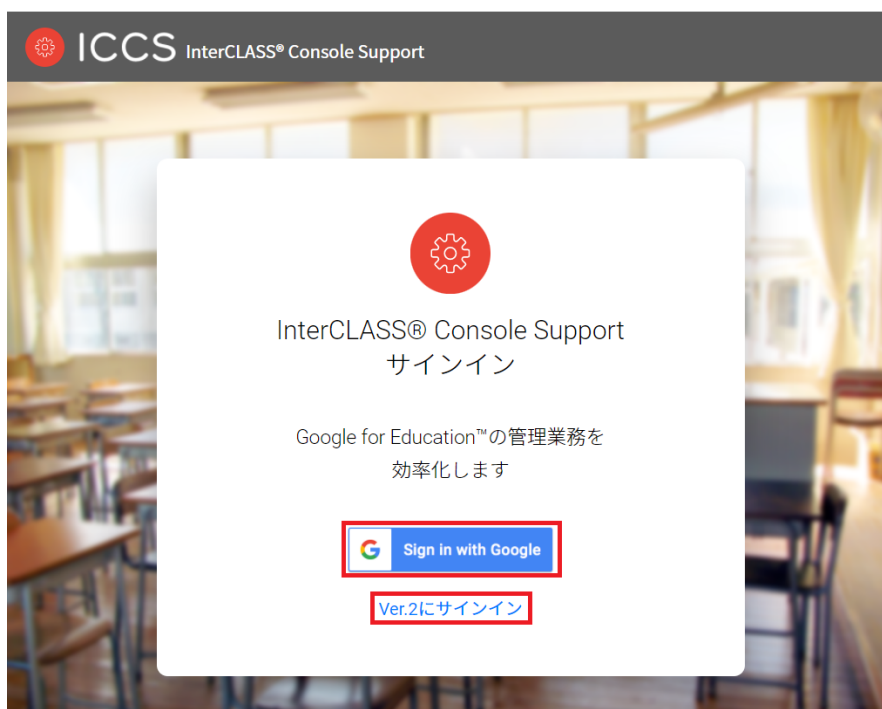 ICCS InterCLASS® Console Support
InterCLASS® Console Support
サインイン
Google for Education™の管理業務を
効率化します
G Sign in with Google
Ver.2にサインイン